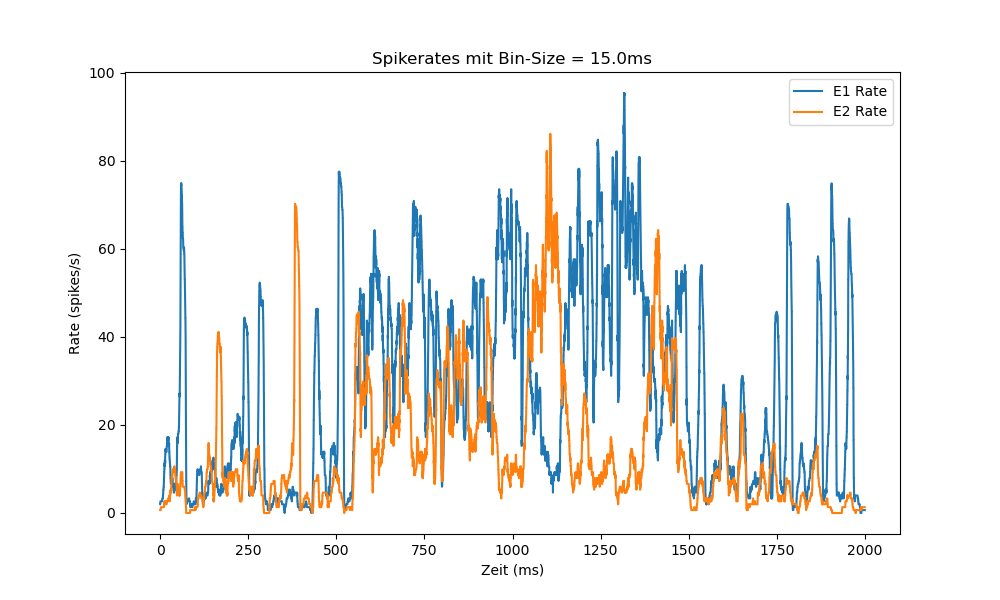 Spikerates mit Bin-Size = 15.0ms
E1 Rate
E2 Rate
Rate (spikes/s)
100
80
60
40
20
0
0 250 500 750 1000 1250 1500 1750 2000
Zeit (ms)